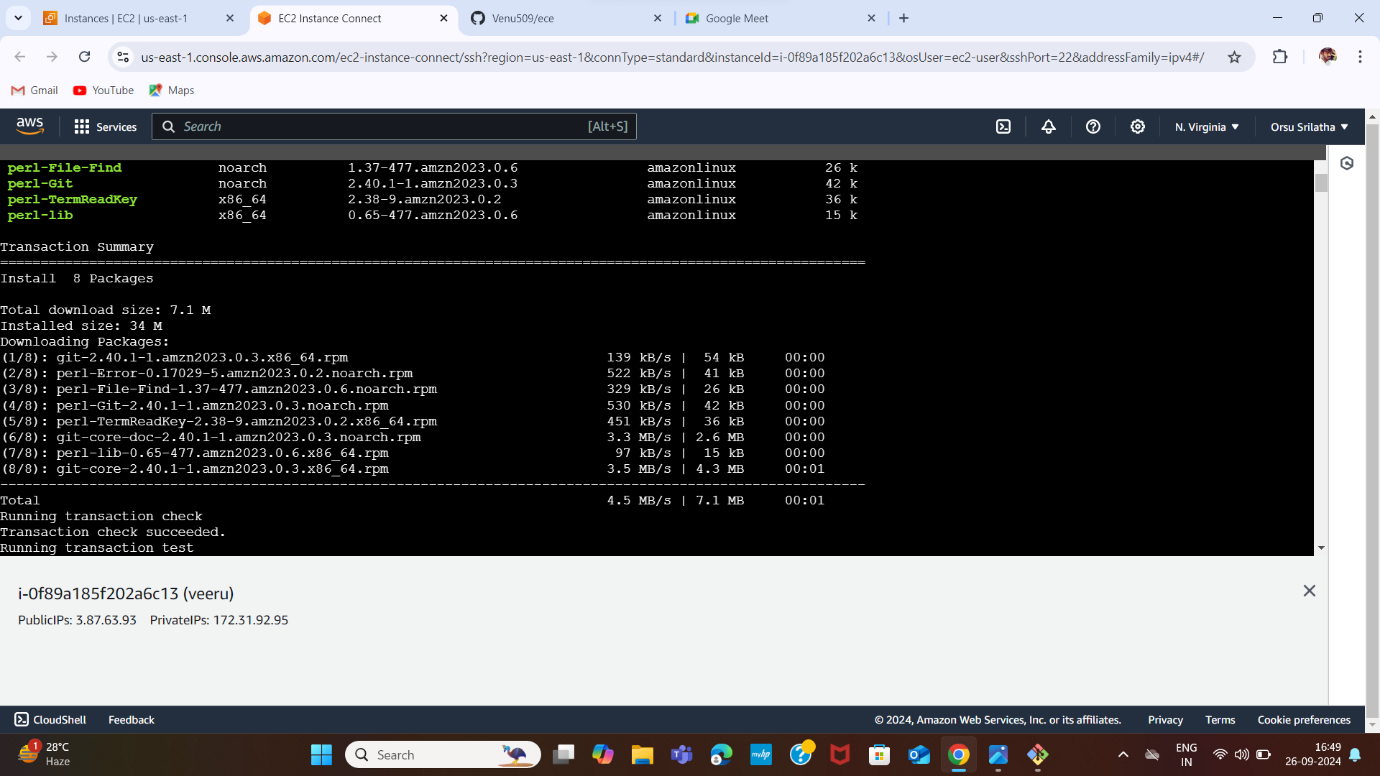 Instances | EC2 | us-east-1
EC2 Instance Connect
Venu509/ece
Google Meet
us-east-1.console.aws.amazon.com/ec2-instance-connect/ssh?region=us-east-1&connType=standard&instanceId=i-0f89a185f202a6c13&osUser=ec2-user&sshPort=22&addressFamily=ipv4#/
Gmail YouTube Maps
aws Services Search [Alt+S] N. Virginia ▼ Orsu Srilatha ▼
perl-File-Find noarch 1.37-477.amzn2023.0.6 amazonlinux 26 k
perl-Git noarch 2.40.1-1.amzn2023.0.3 amazonlinux 42 k
perl-TermReadKey x86_64 2.38-9.amzn2023.0.2 amazonlinux 36 k
perl-lib x86_64 0.65-477.amzn2023.0.6 amazonlinux 15 k
Transaction Summary
===========================================================================================================
Install 8 Packages
Total download size: 7.1 M
Installed size: 34 M
Downloading Packages:
(1/8): git-2.40.1-1.amzn2023.0.3.x86_64.rpm 139 kB/s | 54 kB 00:00
(2/8): perl-Error-0.17029-5.amzn2023.0.2.noarch.rpm 522 kB/s | 41 kB 00:00
(3/8): perl-File-Find-1.37-477.amzn2023.0.6.noarch.rpm 329 kB/s | 26 kB 00:00
(4/8): perl-Git-2.40.1-1.amzn2023.0.3.noarch.rpm 530 kB/s | 42 kB 00:00
(5/8): perl-TermReadKey-2.38-9.amzn2023.0.2.x86_64.rpm 451 kB/s | 36 kB 00:00
(6/8): git-core-doc-2.40.1-1.amzn2023.0.3.noarch.rpm 3.3 MB/s | 2.6 MB 00:00
(7/8): perl-lib-0.65-477.amzn2023.0.6.x86_64.rpm 97 kB/s | 15 kB 00:00
(8/8): git-core-2.40.1-1.amzn2023.0.3.x86_64.rpm 3.5 MB/s | 4.3 MB 00:01
-----------------------------------------------------------------------------------------------------------
Total 4.5 MB/s | 7.1 MB 00:01
Running transaction check
Transaction check succeeded.
Running transaction test
i-0f89a185f202a6c13 (veeru)
PublicIPs: 3.87.63.93 PrivateIPs: 172.31.92.95
CloudShell Feedback © 2024, Amazon Web Services, Inc. or its affiliates. Privacy Terms Cookie preferences
1 28°C
Haze
Search
myhp
ENG
IN
16:49
26-09-2024